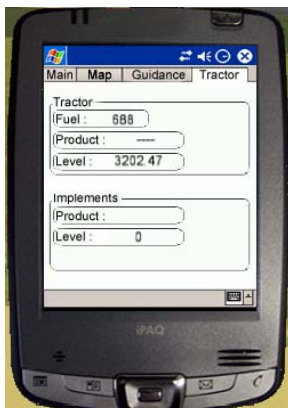 Main Map Guidance Tractor
Tractor
Fuel : 688
Product : ----
Level : 3202.47
Implements
Product :
Level : 0
iPAQ